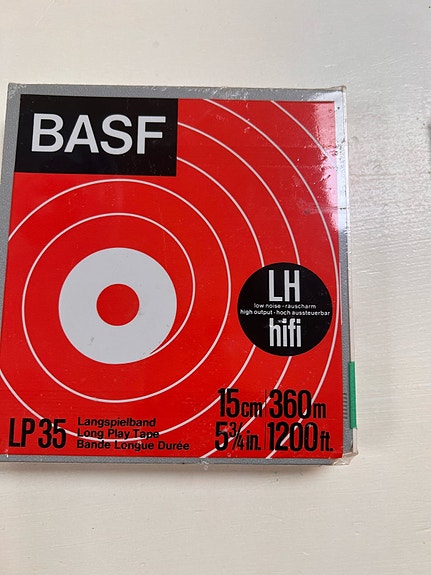 BASF
LH
low noise-rauscharm
high output-hoch aussteuerbar
hifi
LP 35
Langspielband
Long Play Tape
Bande Longue Durée
15cm 360m
5¾in. 1200ft.